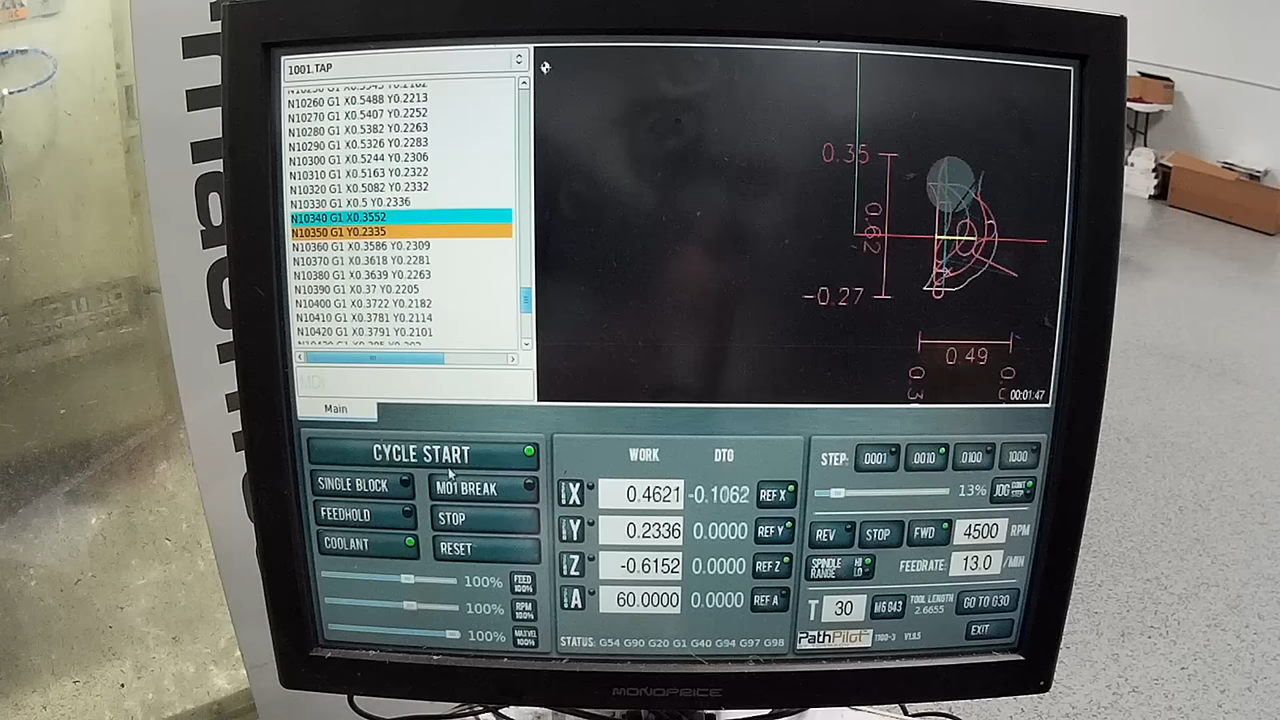 1001.TAP
N10260 G1 X0.5488 Y0.2213
N10270 G1 X0.5407 Y0.2252
N10280 G1 X0.5382 Y0.2263
N10290 G1 X0.5326 Y0.2283
N10300 G1 X0.5244 Y0.2306
N10310 G1 X0.5163 Y0.2322
N10320 G1 X0.5082 Y0.2332
N10330 G1 X0.5 Y0.2336
N10340 G1 X0.3552
N10350 G1 Y0.2335
N10360 G1 X0.3586 Y0.2309
N10370 G1 X0.3618 Y0.2281
N10380 G1 X0.3639 Y0.2263
N10390 G1 X0.37 Y0.2205
N10400 G1 X0.3722 Y0.2182
N10410 G1 X0.3781 Y0.2114
N10420 G1 X0.3791 Y0.2101
MDI
Main
0.35
0.62
-0.27
0.49
00:01:47
CYCLE START
SINGLE BLOCK
M01 BREAK
FEEDHOLD
STOP
COOLANT
RESET
100% FEED 100%
100% RPM 100%
100% MAXVEL 100%
WORK DTG
X 0.4621 -0.1062 REF X
Y 0.2336 0.0000 REF Y
Z -0.6152 0.0000 REF Z
A 60.0000 0.0000 REF A
STATUS: G54 G90 G20 G1 G40 G94 G97 G98
STEP: .0001 .0010 .0100 .1000
13% JOG CONT STEP
REV STOP FWD 4500 RPM
SPINDLE RANGE HI LO FEEDRATE: 13.0 /MIN
T 30 M6 G43 TOOL LENGTH 2.6655 GO TO G30
PathPilot 1100-3 V1.9.5 EXIT
MONOPRICE